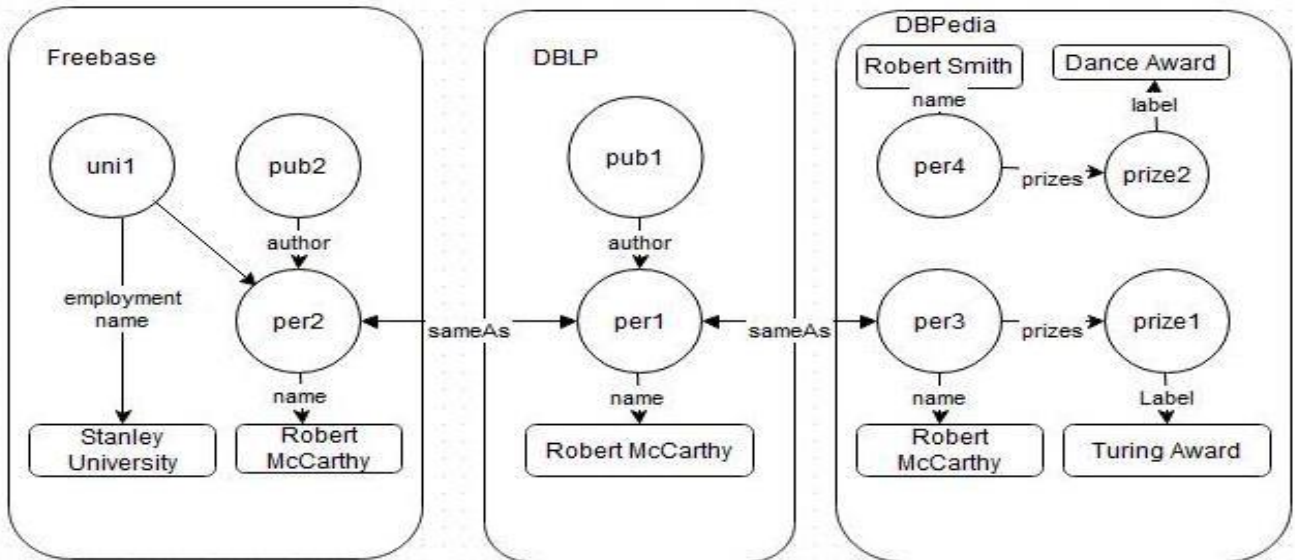 Freebase
uni1
pub2
author
employment
name
per2
sameAs
name
Stanley
University
Robert
McCarthy
DBLP
pub1
author
per1
sameAs
name
Robert McCarthy
DBPedia
Robert Smith
Dance Award
name
label
per4
prizes
prize2
per3
prizes
prize1
name
Label
Robert
McCarthy
Turing Award